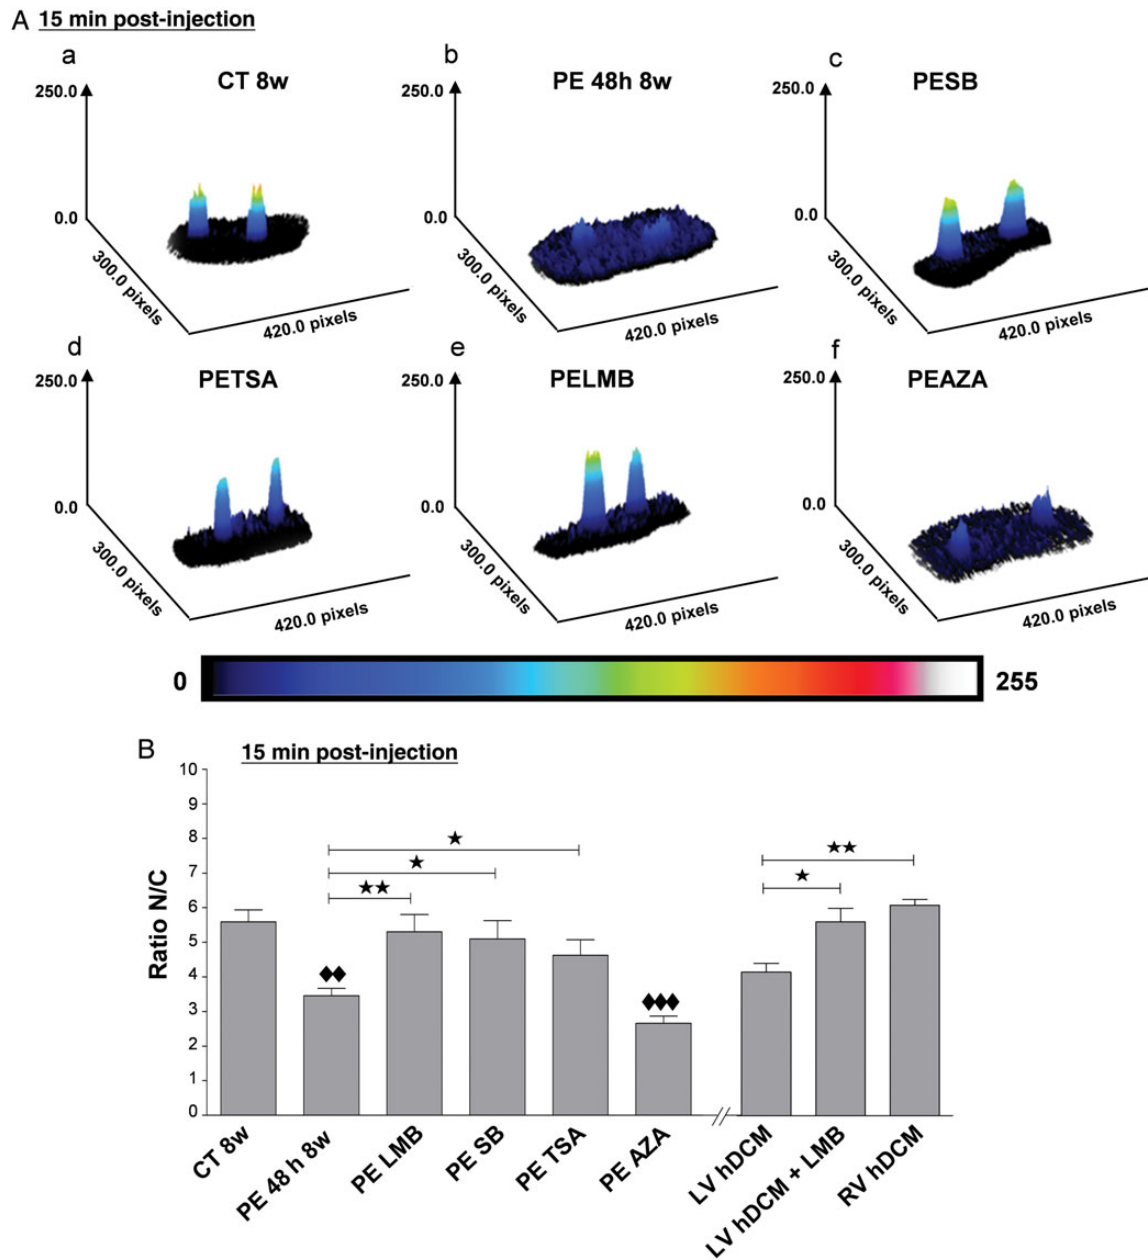 A 15 min post-injection
a
CT 8w
250.0
0.0
300.0 pixels
420.0 pixels
b
PE 48h 8w
250.0
0.0
300.0 pixels
420.0 pixels
c
PESB
250.0
0.0
300.0 pixels
420.0 pixels
d
PETSA
250.0
0.0
300.0 pixels
420.0 pixels
e
PELMB
250.0
0.0
300.0 pixels
420.0 pixels
f
PEAZA
250.0
0.0
300.0 pixels
420.0 pixels
0 255
B 15 min post-injection
Ratio N/C
10
9
8
7
6
5
4
3
2
1
0
★
★
★★
♦♦
♦♦♦
★★
★
CT 8w
PE 48 h 8w
PE LMB
PE SB
PE TSA
PE AZA
//
LV hDCM
LV hDCM + LMB
RV hDCM